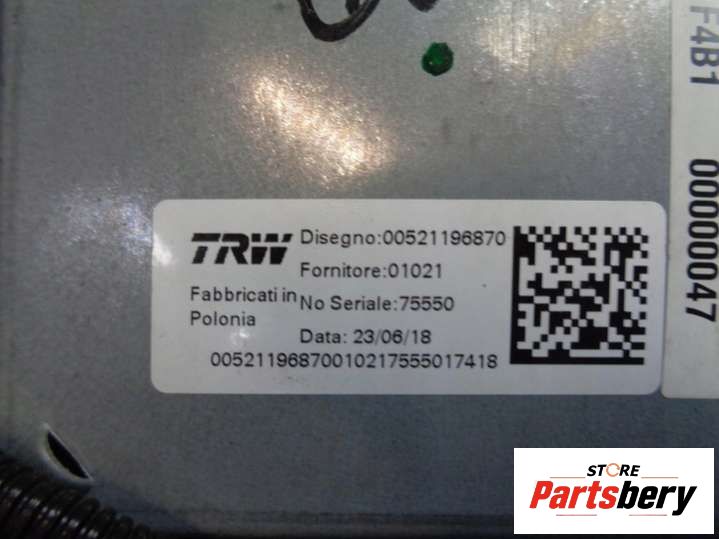 TRW
Disegno:00521196870
Fornitore:01021
Fabbricati in
Polonia
No Seriale:75550
Data: 23/06/18
00521196870010217555017418
F4B1 00000047
STORE
Partsbery